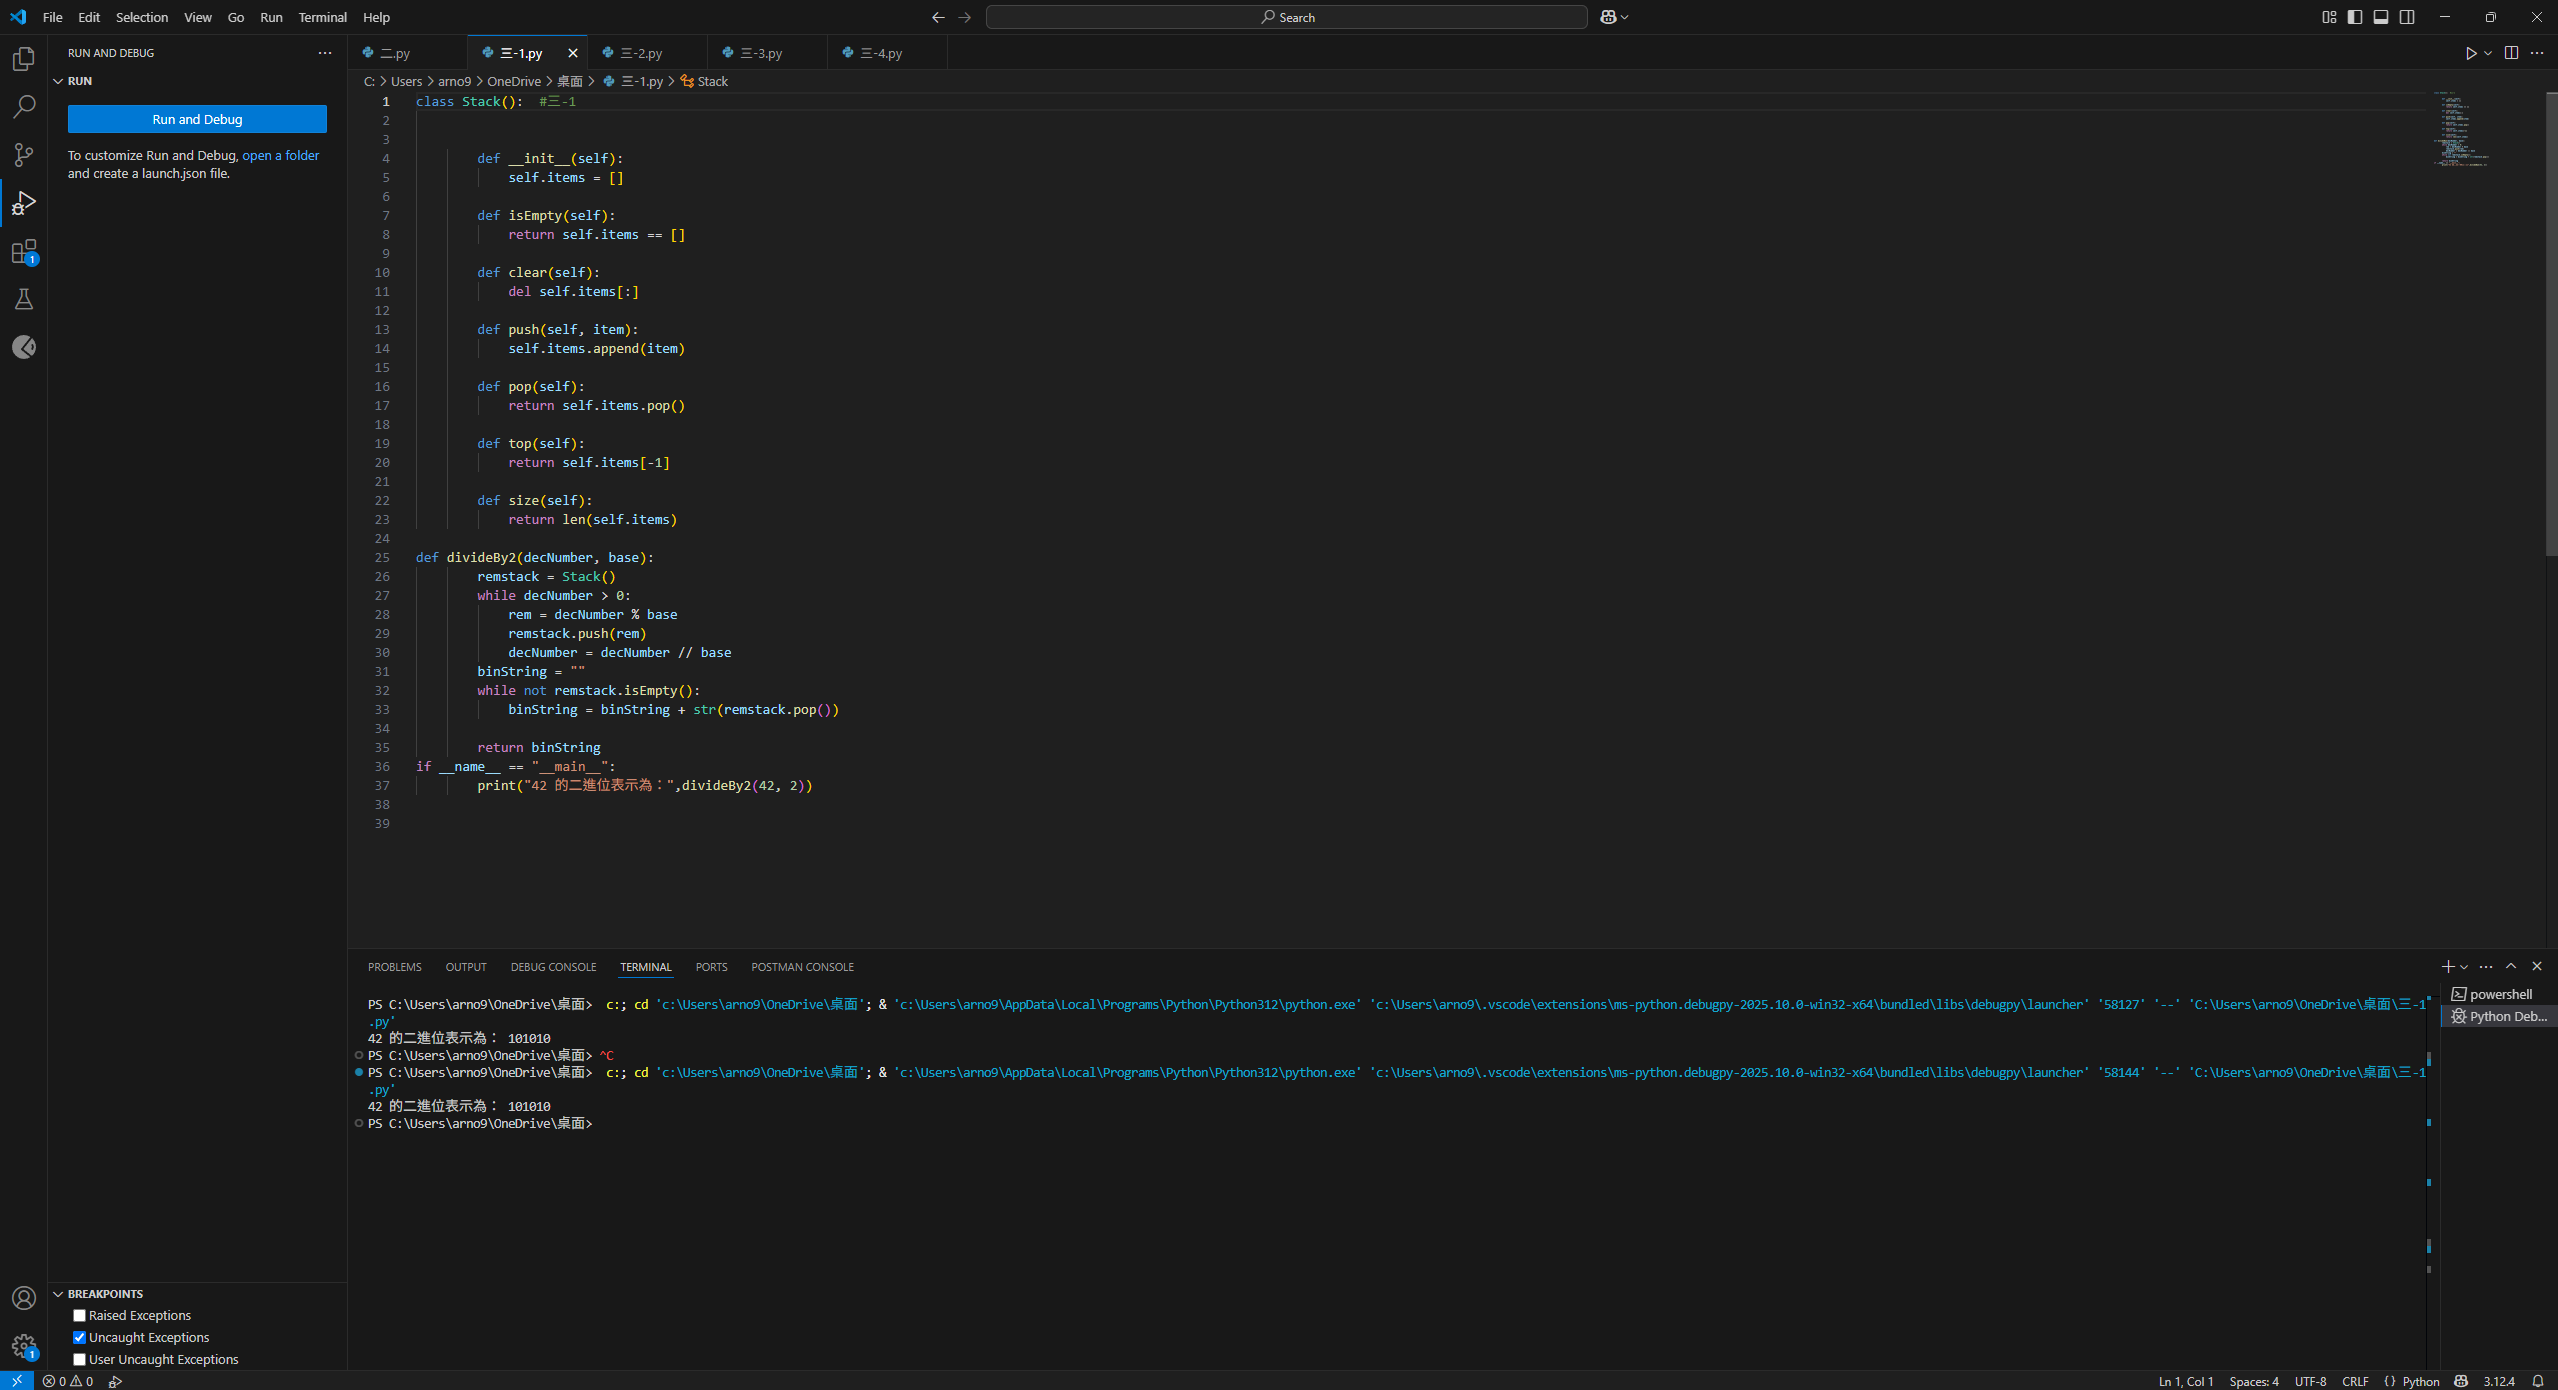 File Edit Selection View Go Run Terminal Help
Search
RUN AND DEBUG
RUN
Run and Debug
To customize Run and Debug, open a folder
and create a launch.json file.
二.py 三-1.py 三-2.py 三-3.py 三-4.py
C: > Users > arno9 > OneDrive > 桌面 > 三-1.py > Stack
1 class Stack():  #三-1
2
3
4 def __init__(self):
5 self.items = []
6
7 def isEmpty(self):
8 return self.items == []
9
10 def clear(self):
11 del self.items[:]
12
13 def push(self, item):
14 self.items.append(item)
15
16 def pop(self):
17 return self.items.pop()
18
19 def top(self):
20 return self.items[-1]
21
22 def size(self):
23 return len(self.items)
24
25 def divideBy2(decNumber, base):
26 remstack = Stack()
27 while decNumber > 0:
28 rem = decNumber % base
29 remstack.push(rem)
30 decNumber = decNumber // base
31 binString = ""
32 while not remstack.isEmpty():
33 binString = binString + str(remstack.pop())
34
35 return binString
36 if __name__ == "__main__":
37 print("42 的二進位表示為：",divideBy2(42, 2))
38
39
PROBLEMS OUTPUT DEBUG CONSOLE TERMINAL PORTS POSTMAN CONSOLE
PS C:\Users\arno9\OneDrive\桌面>  c:; cd 'c:\Users\arno9\OneDrive\桌面'; & 'c:\Users\arno9\AppData\Local\Programs\Python\Python312\python.exe' 'c:\Users\arno9\.vscode\extensions\ms-python.debugpy-2025.10.0-win32-x64\bundled\libs\debugpy\launcher' '58127' '--' 'C:\Users\arno9\OneDrive\桌面\三-1
.py'
42 的二進位表示為： 101010
PS C:\Users\arno9\OneDrive\桌面> ^C
PS C:\Users\arno9\OneDrive\桌面>  c:; cd 'c:\Users\arno9\OneDrive\桌面'; & 'c:\Users\arno9\AppData\Local\Programs\Python\Python312\python.exe' 'c:\Users\arno9\.vscode\extensions\ms-python.debugpy-2025.10.0-win32-x64\bundled\libs\debugpy\launcher' '58144' '--' 'C:\Users\arno9\OneDrive\桌面\三-1
.py'
42 的二進位表示為： 101010
PS C:\Users\arno9\OneDrive\桌面>
powershell
Python Deb...
1
BREAKPOINTS
Raised Exceptions
Uncaught Exceptions
User Uncaught Exceptions
1
0 0
Ln 1, Col 1 Spaces: 4 UTF-8 CRLF {} Python 3.12.4